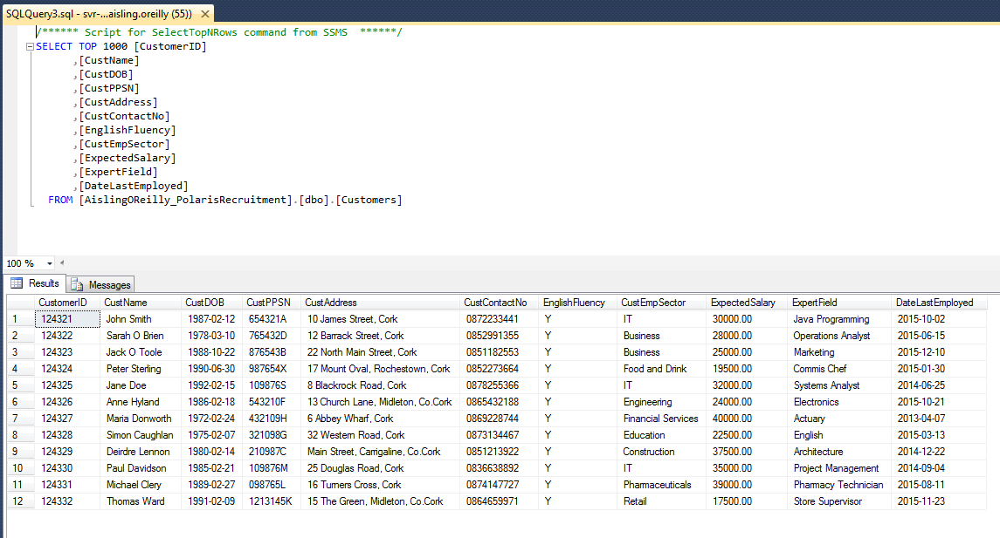 SQLQuery3.sql - svr-...aisling.oreilly (55))
/****** Script for SelectTopNRows command from SSMS  ******/
SELECT TOP 1000 [CustomerID]
,[CustName]
,[CustDOB]
,[CustPPSN]
,[CustAddress]
,[CustContactNo]
,[EnglishFluency]
,[CustEmpSector]
,[ExpectedSalary]
,[ExpertField]
,[DateLastEmployed]
FROM [AislingOReilly_PolarisRecruitment].[dbo].[Customers]
100 %
Results Messages
CustomerID CustName CustDOB CustPPSN CustAddress CustContactNo EnglishFluency CustEmpSector ExpectedSalary ExpertField DateLastEmployed
1 124321 John Smith 1987-02-12 654321A 10 James Street, Cork 0872233441 Y IT 30000.00 Java Programming 2015-10-02
2 124322 Sarah O Brien 1978-03-10 765432D 12 Barrack Street, Cork 0852991355 Y Business 28000.00 Operations Analyst 2015-06-15
3 124323 Jack O Toole 1988-10-22 876543B 22 North Main Street, Cork 0851182553 Y Business 25000.00 Marketing 2015-12-10
4 124324 Peter Sterling 1990-06-30 987654X 17 Mount Oval, Rochestown, Cork 0852273664 Y Food and Drink 19500.00 Commis Chef 2015-01-30
5 124325 Jane Doe 1992-02-15 109876S 8 Blackrock Road, Cork 0878255366 Y IT 32000.00 Systems Analyst 2014-06-25
6 124326 Anne Hyland 1986-02-18 543210F 13 Church Lane, Midleton, Co.Cork 0865432188 Y Engineering 24000.00 Electronics 2015-10-21
7 124327 Maria Donworth 1972-02-24 432109H 6 Abbey Wharf, Cork 0869228744 Y Financial Services 40000.00 Actuary 2013-04-07
8 124328 Simon Caughlan 1975-02-07 321098G 32 Western Road, Cork 0873134467 Y Education 22500.00 English 2015-03-13
9 124329 Deirdre Lennon 1980-02-14 210987C Main Street, Carrigaline, Co.Cork 0851213922 Y Construction 37500.00 Architecture 2014-12-22
10 124330 Paul Davidson 1985-02-21 109876M 25 Douglas Road, Cork 0836638892 Y IT 35000.00 Project Management 2014-09-04
11 124331 Michael Clery 1989-02-27 098765L 16 Turners Cross, Cork 0874147727 Y Pharmaceuticals 39000.00 Pharmacy Technician 2015-08-11
12 124332 Thomas Ward 1991-02-09 1213145K 15 The Green, Midleton, Co.Cork 0864659971 Y Retail 17500.00 Store Supervisor 2015-11-23